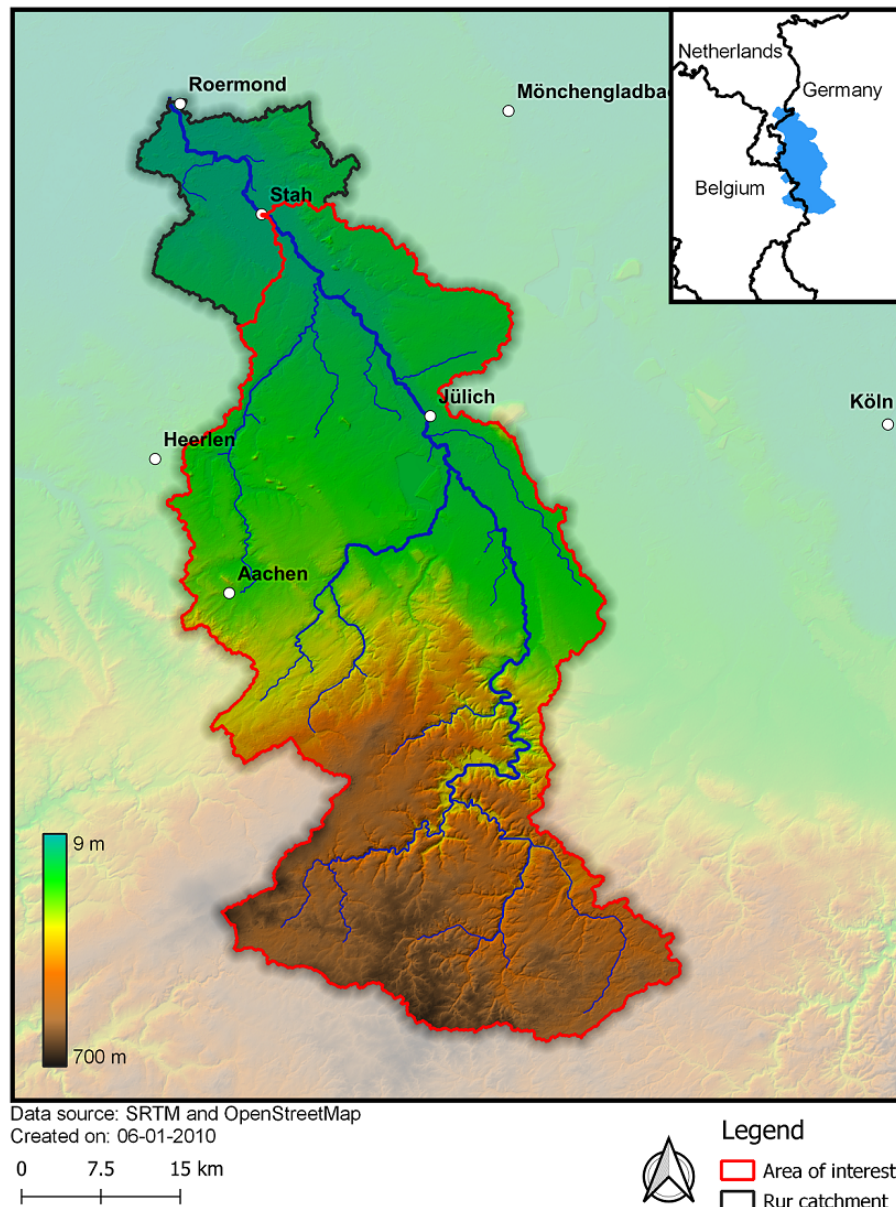 Netherlands
Germany
Belgium
Roermond
Mönchengladba
Stah
Jülich
Köln
Heerlen
Aachen
9 m
700 m
Data source: SRTM and OpenStreetMap
Created on: 06-01-2010
0 7.5 15 km
Legend
Area of interest
Rur catchment